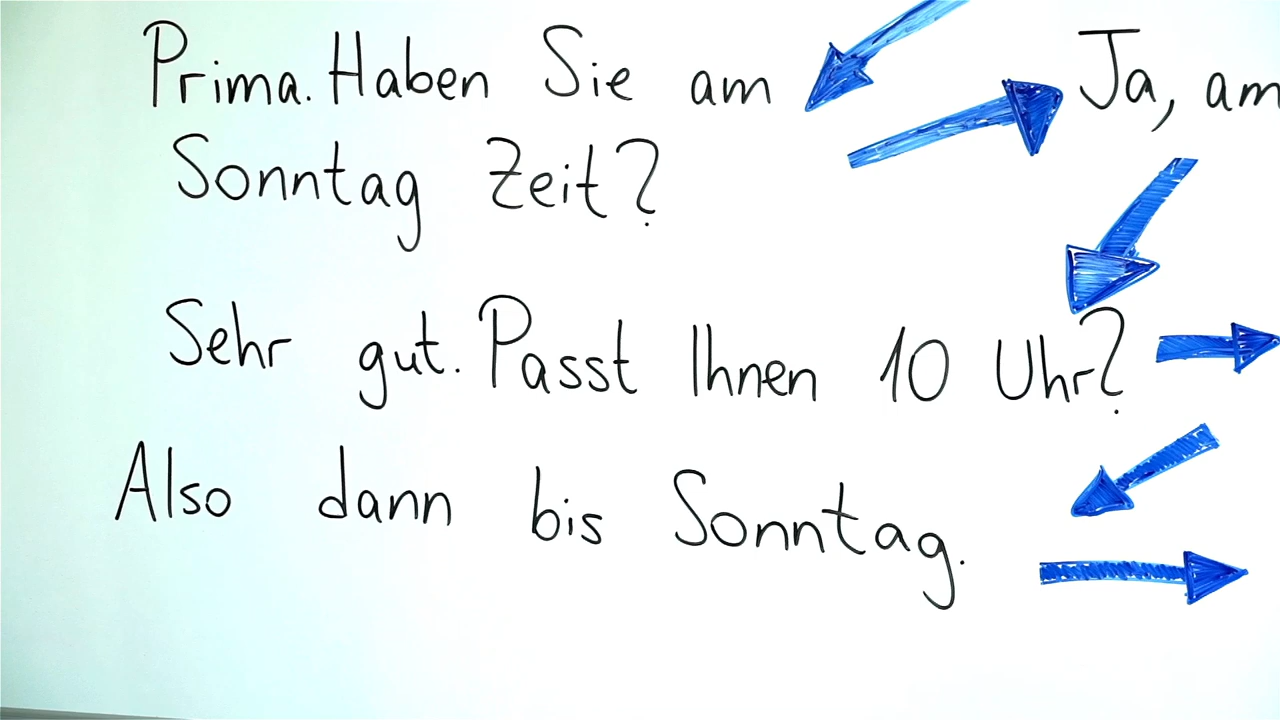 Prima. Haben Sie am
Sonntag Zeit?
Ja, am
Sehr gut. Passt Ihnen 10 Uhr?
Also dann bis Sonntag.